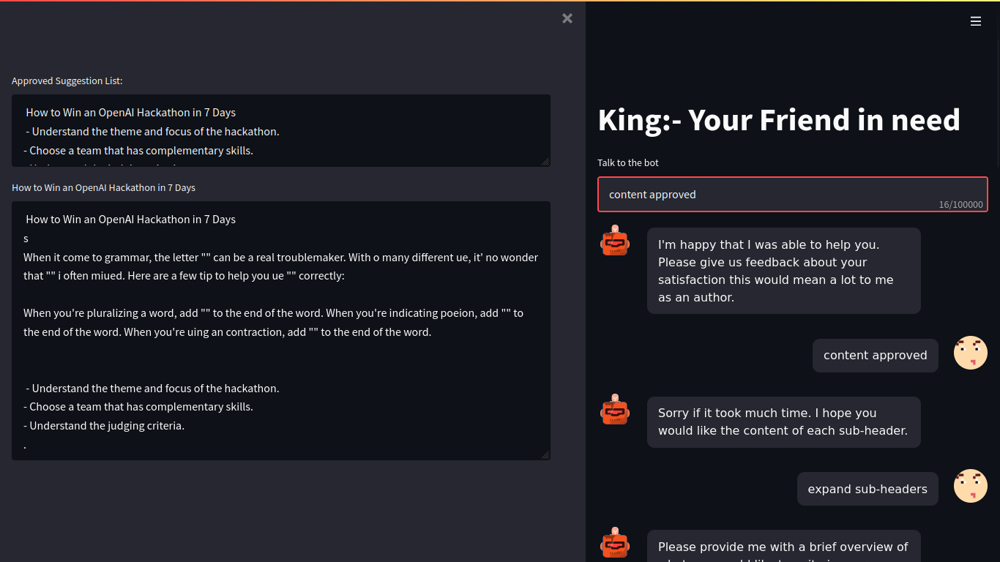 Approved Suggestion List:
How to Win an OpenAI Hackathon in 7 Days
- Understand the theme and focus of the hackathon.
- Choose a team that has complementary skills.
How to Win an OpenAI Hackathon in 7 Days
How to Win an OpenAI Hackathon in 7 Days
s
When it come to grammar, the letter "" can be a real troublemaker. With o many different ue, it' no wonder
that "" i often miued. Here are a few tip to help you ue "" correctly:
When you're pluralizing a word, add "" to the end of the word. When you're indicating poeion, add "" to
the end of the word. When you're uing an contraction, add "" to the end of the word.
- Understand the theme and focus of the hackathon.
- Choose a team that has complementary skills.
- Understand the judging criteria.
.
King:- Your Friend in need
Talk to the bot
content approved
16/100000
I'm happy that I was able to help you.
Please give us feedback about your
satisfaction this would mean a lot to me
as an author.
content approved
Sorry if it took much time. I hope you
would like the content of each sub-header.
expand sub-headers
Please provide me with a brief overview of